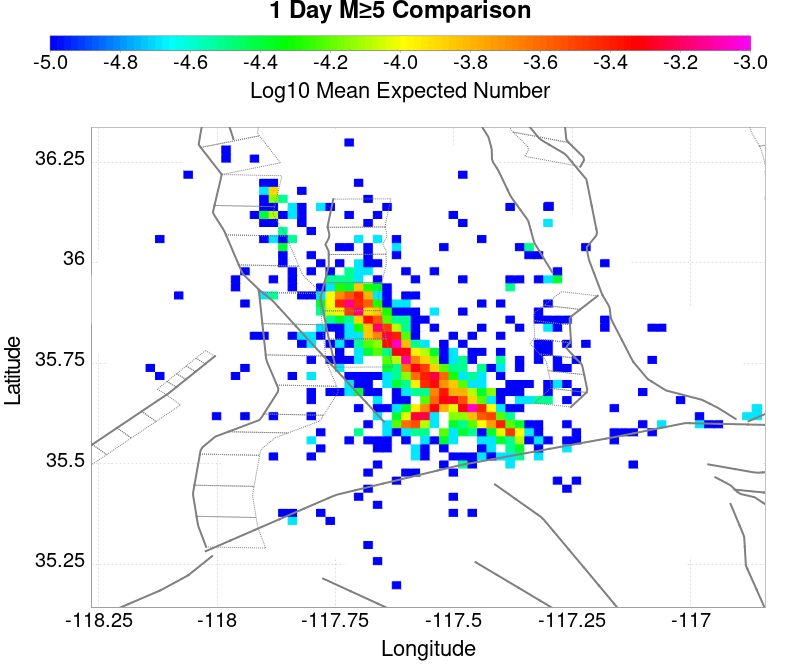 1 Day M≥5 Comparison
-5.0 -4.8 -4.6 -4.4 -4.2 -4.0 -3.8 -3.6 -3.4 -3.2 -3.0
Log10 Mean Expected Number
36.25
36
35.75
35.5
35.25
Latitude
-118.25 -118 -117.75 -117.5 -117.25 -117
Longitude